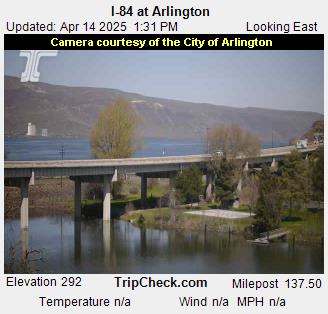 I-84 at Arlington
Updated: Apr 14 2025 1:31 PM Looking East
Camera courtesy of the City of Arlington
Elevation 292 TripCheck.com Milepost 137.50
Temperature n/a Wind n/a MPH n/a